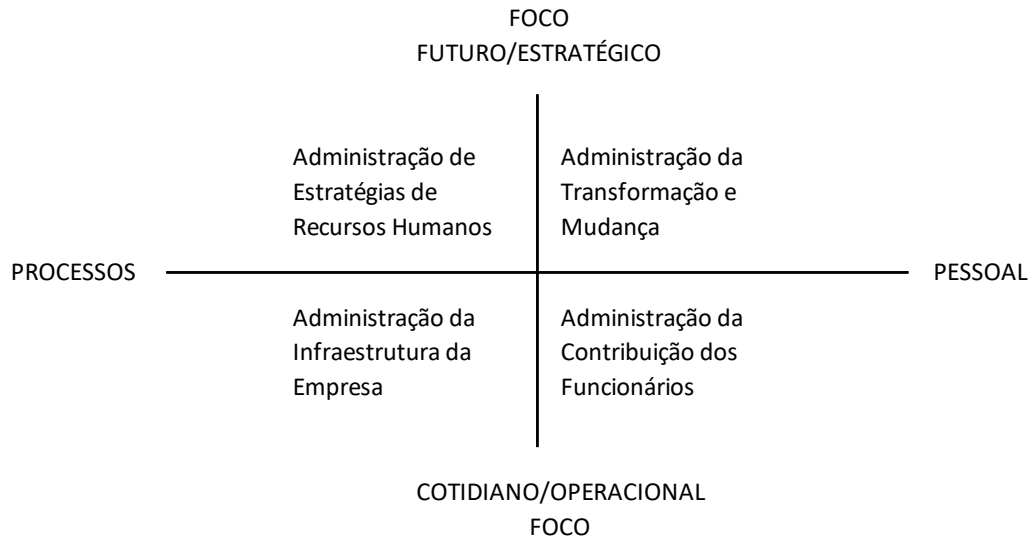 FOCO
FUTURO/ESTRATÉGICO
Administração de
Estratégias de
Recursos Humanos
Administração da
Transformação e
Mudança
PROCESSOS
PESSOAL
Administração da
Infraestrutura da
Empresa
Administração da
Contribuição dos
Funcionários
COTIDIANO/OPERACIONAL
FOCO